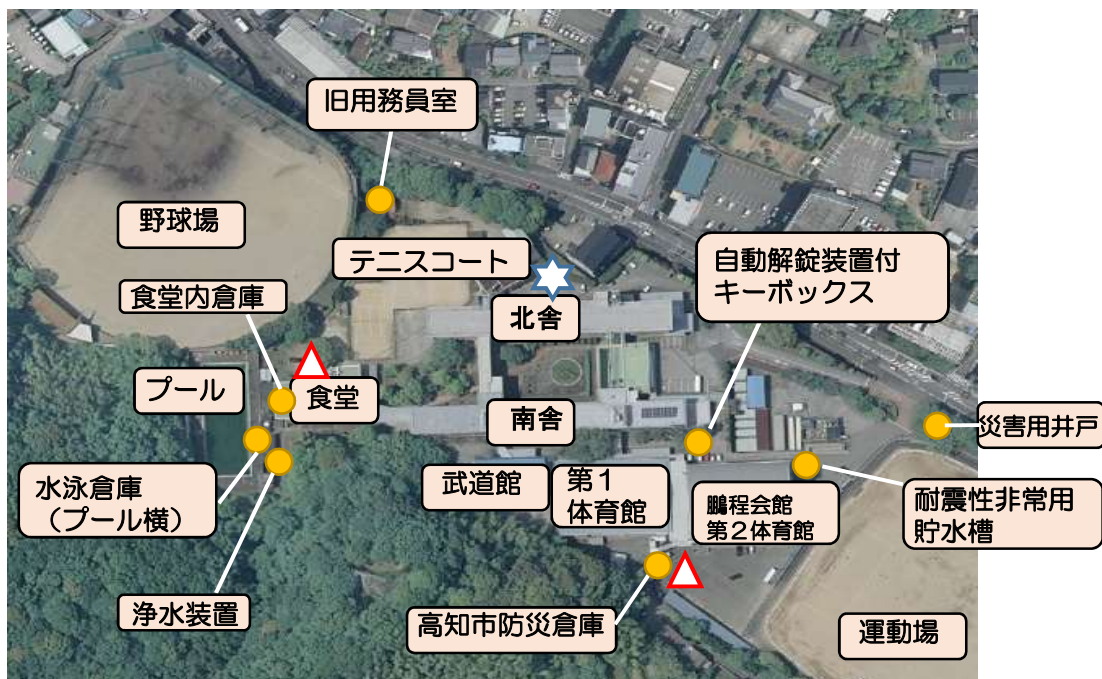 旧用務員室
野球場
テニスコート
自動解錠装置付
キーボックス
食堂内倉庫
北舎
プール
食堂
南舎
災害用井戸
水泳倉庫
（プール横）
武道館
第１
体育館
鵬程会館
第２体育館
耐震性非常用
貯水槽
浄水装置
高知市防災倉庫
運動場